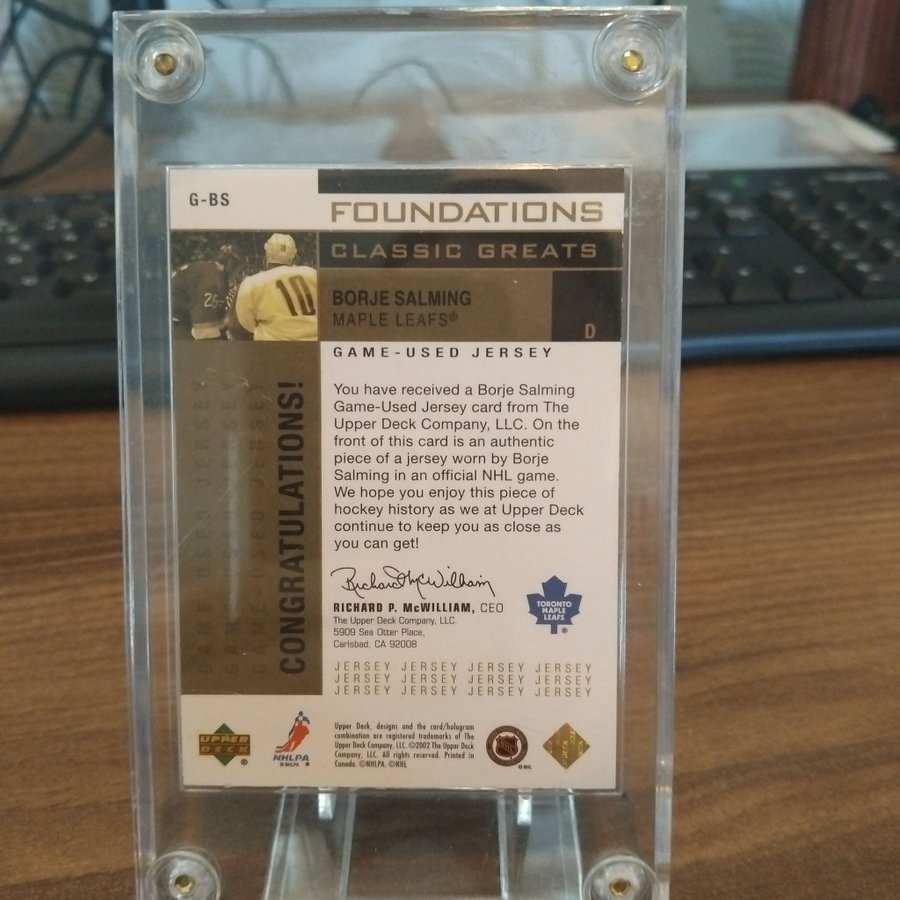 G-BS
FOUNDATIONS
CLASSIC GREATS
BORJE SALMING
MAPLE LEAFS®
D
10
GAME-USED JERSEY
You have received a Borje Salming
Game-Used Jersey card from The
Upper Deck Company, LLC. On the
front of this card is an authentic
piece of a jersey worn by Borje
Salming in an official NHL game.
We hope you enjoy this piece of
hockey history as we at Upper Deck
continue to keep you as close as
you can get!
CONGRATULATIONS!
Richard McWilliam
RICHARD P. McWILLIAM, CEO
The Upper Deck Company, LLC.
5909 Sea Otter Place,
Carlsbad, CA 92008
TORONTO
MAPLE
LEAFS
®
JERSEY JERSEY JERSEY JERSEY
JERSEY JERSEY JERSEY JERSEY
JERSEY JERSEY JERSEY JERSEY
UPPER
DECK
®
NHLPA
Upper Deck, designs and the card/hologram
combination are registered trademarks of The
Upper Deck Company, LLC. ©2002 The Upper Deck
Company, LLC. All rights reserved. Printed in
Canada. ©NHLPA. ©NHL
NHL